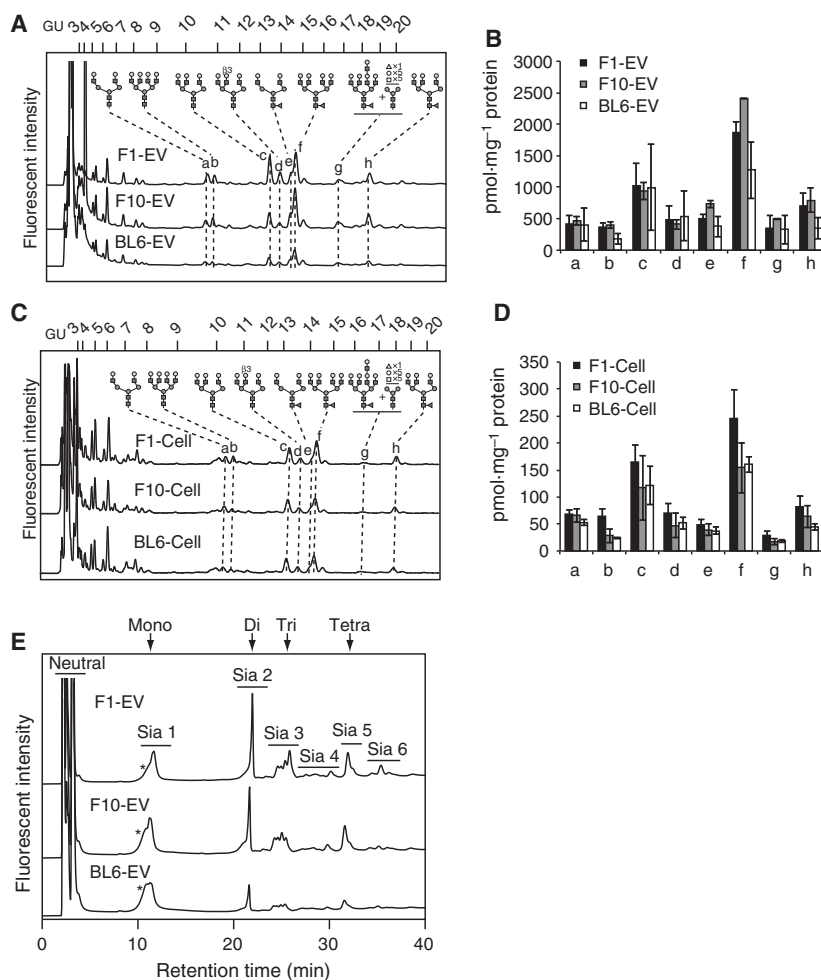 A
GU 3 4 5 6 7 8 9 10 11 12 13 14 15 16 17 18 19 20
Fluorescent intensity
β3
△×1
○×5
□×5
+
a b c d e f g h
F1-EV
F10-EV
BL6-EV
B
pmol·mg⁻¹ protein
3000
2500
2000
1500
1000
500
0
F1-EV
F10-EV
BL6-EV
a b c d e f g h
C
GU 3 4 5 6 7 8 9 10 11 12 13 14 15 16 17 18 19 20
Fluorescent intensity
β3
△×1
○×5
□×5
+
a b c d e f g h
F1-Cell
F10-Cell
BL6-Cell
D
pmol·mg⁻¹ protein
350
300
250
200
150
100
50
0
F1-Cell
F10-Cell
BL6-Cell
a b c d e f g h
E
Mono Di Tri Tetra
Fluorescent intensity
Neutral
Sia 1 Sia 2 Sia 3 Sia 4 Sia 5 Sia 6
F1-EV
*
F10-EV
*
BL6-EV
*
0 10 20 30 40
Retention time (min)